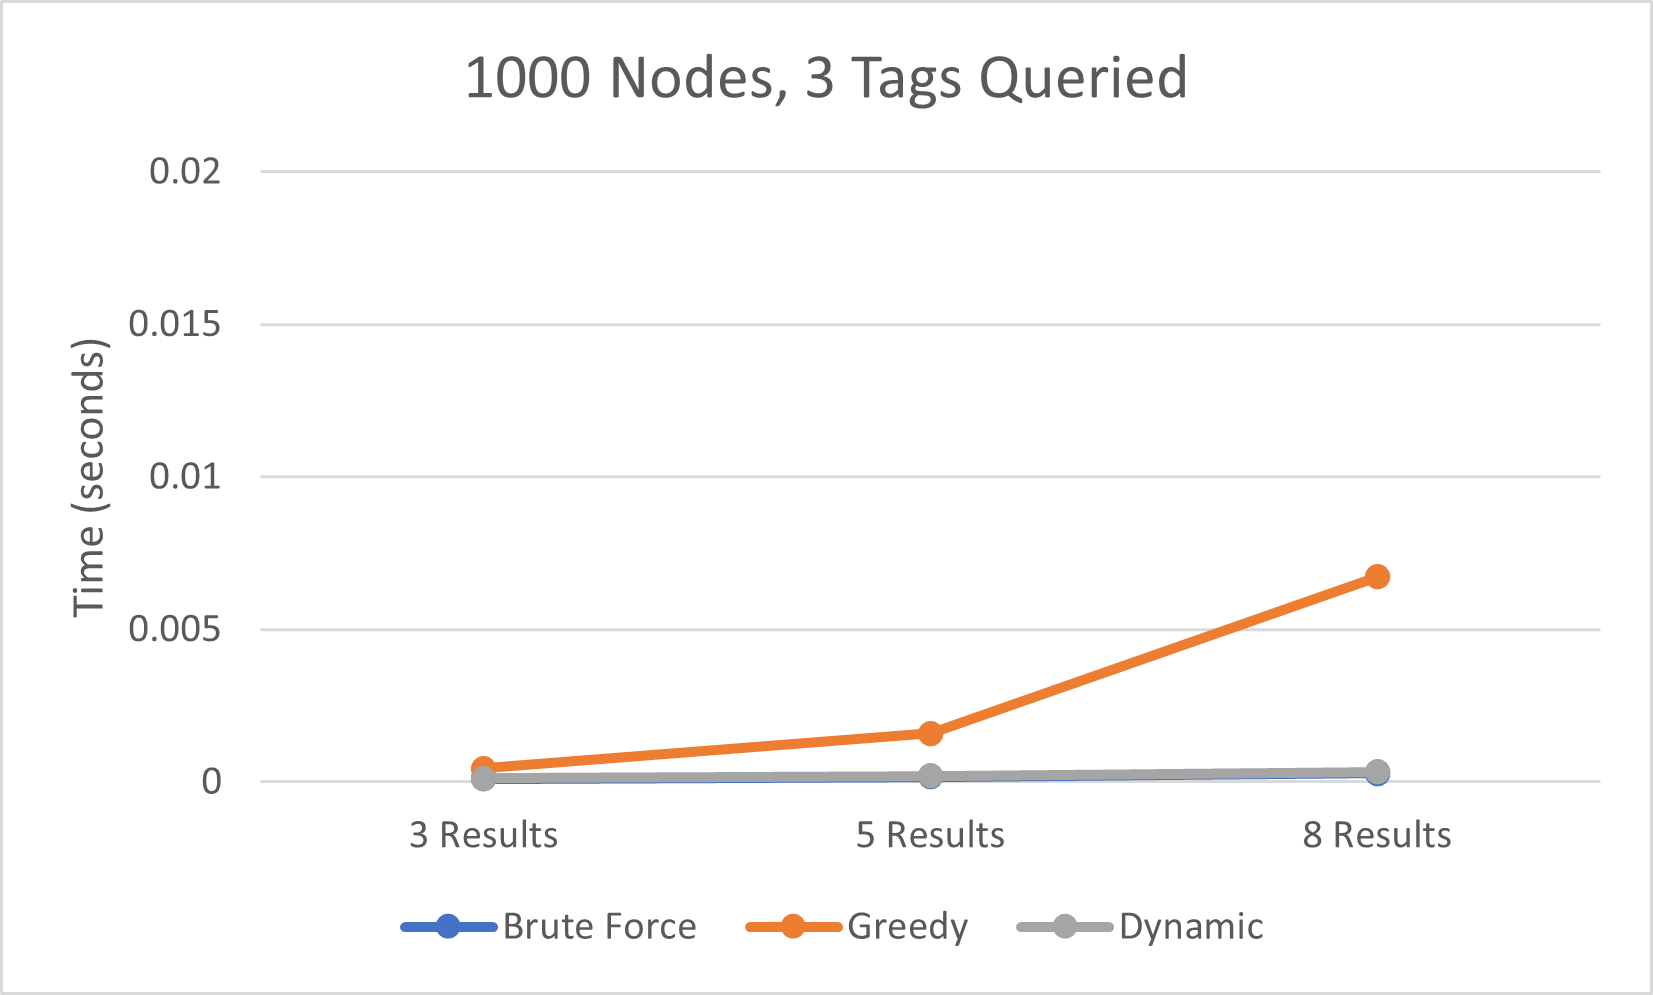 1000 Nodes, 3 Tags Queried
0.02
0.015
0.01
0.005
0
Time (seconds)
3 Results 5 Results 8 Results
Brute Force Greedy Dynamic